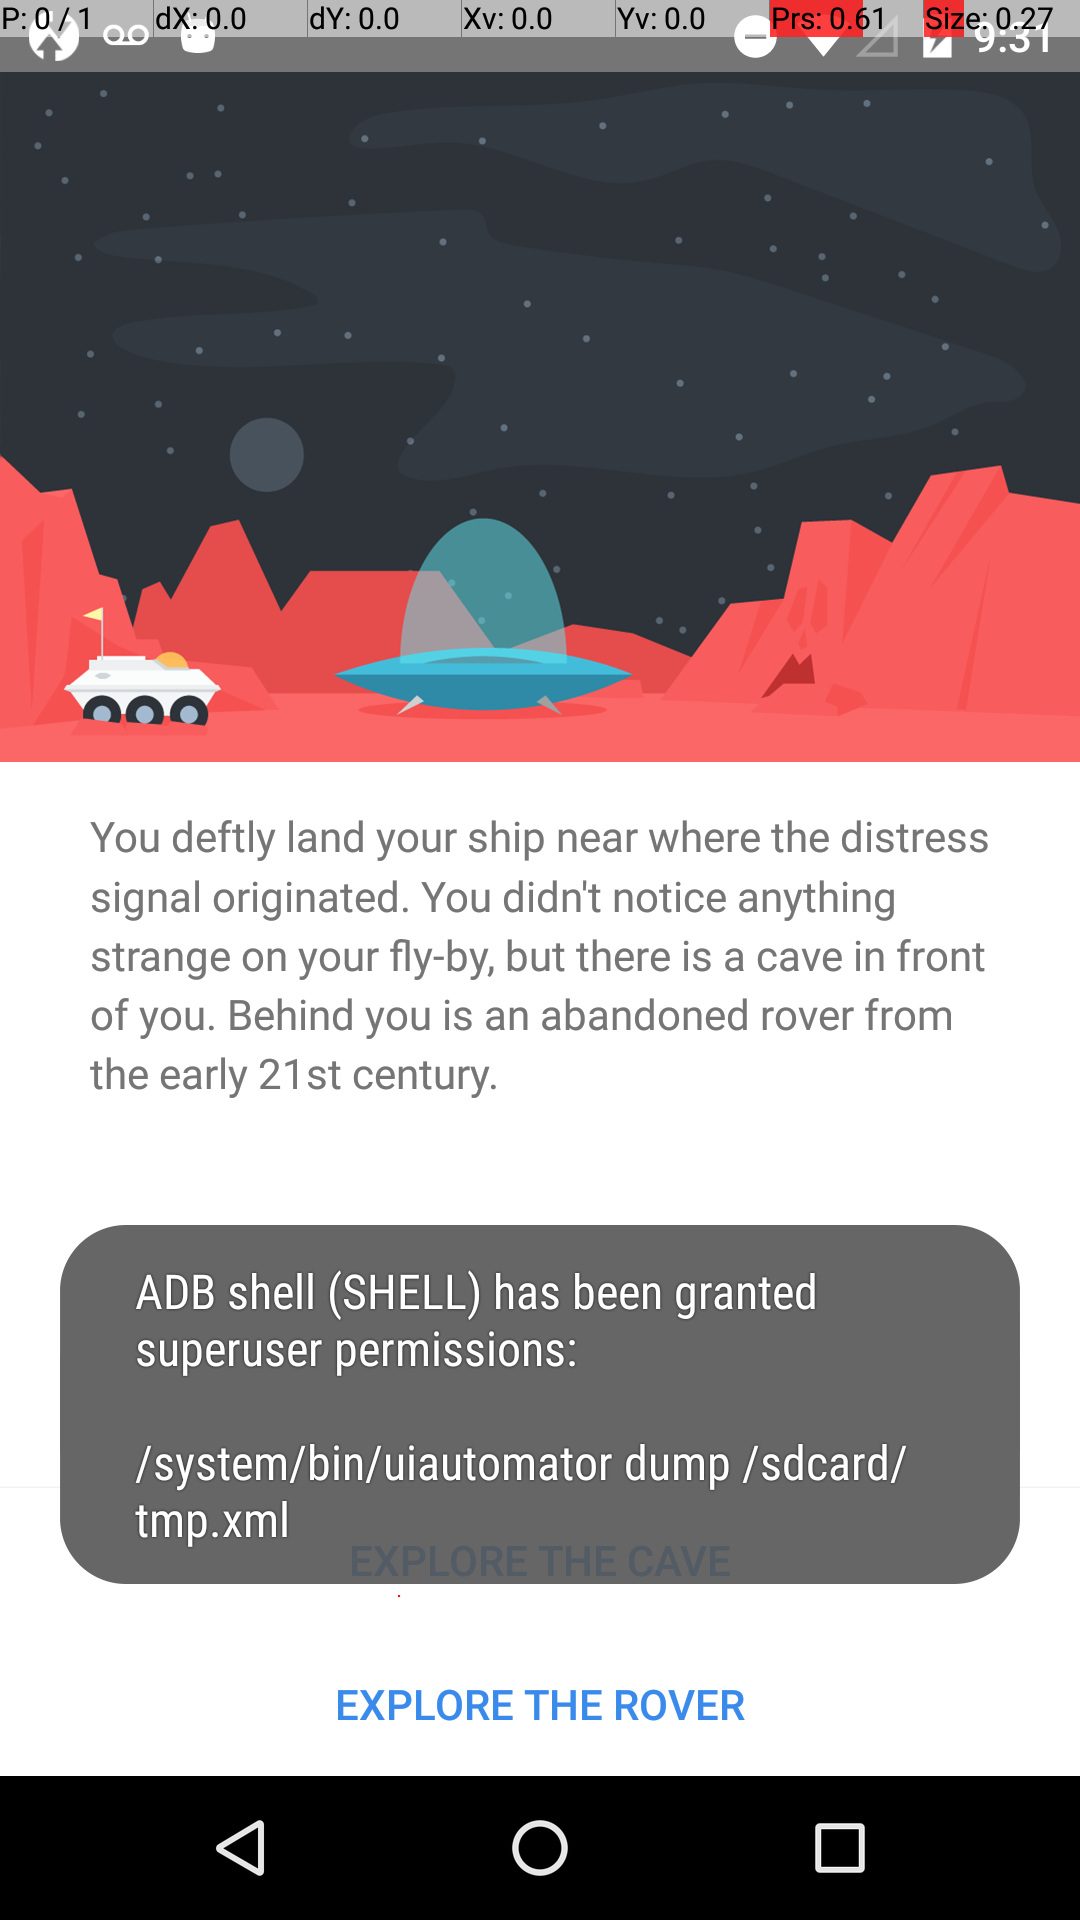 P: 0 / 1 dX: 0.0 dY: 0.0 Xv: 0.0 Yv: 0.0 Prs: 0.61 Size: 0.27
9:31
You deftly land your ship near where the distress
signal originated. You didn't notice anything
strange on your fly-by, but there is a cave in front
of you. Behind you is an abandoned rover from
the early 21st century.
ADB shell (SHELL) has been granted
superuser permissions:
/system/bin/uiautomator dump /sdcard/
tmp.xml
EXPLORE THE CAVE
EXPLORE THE ROVER